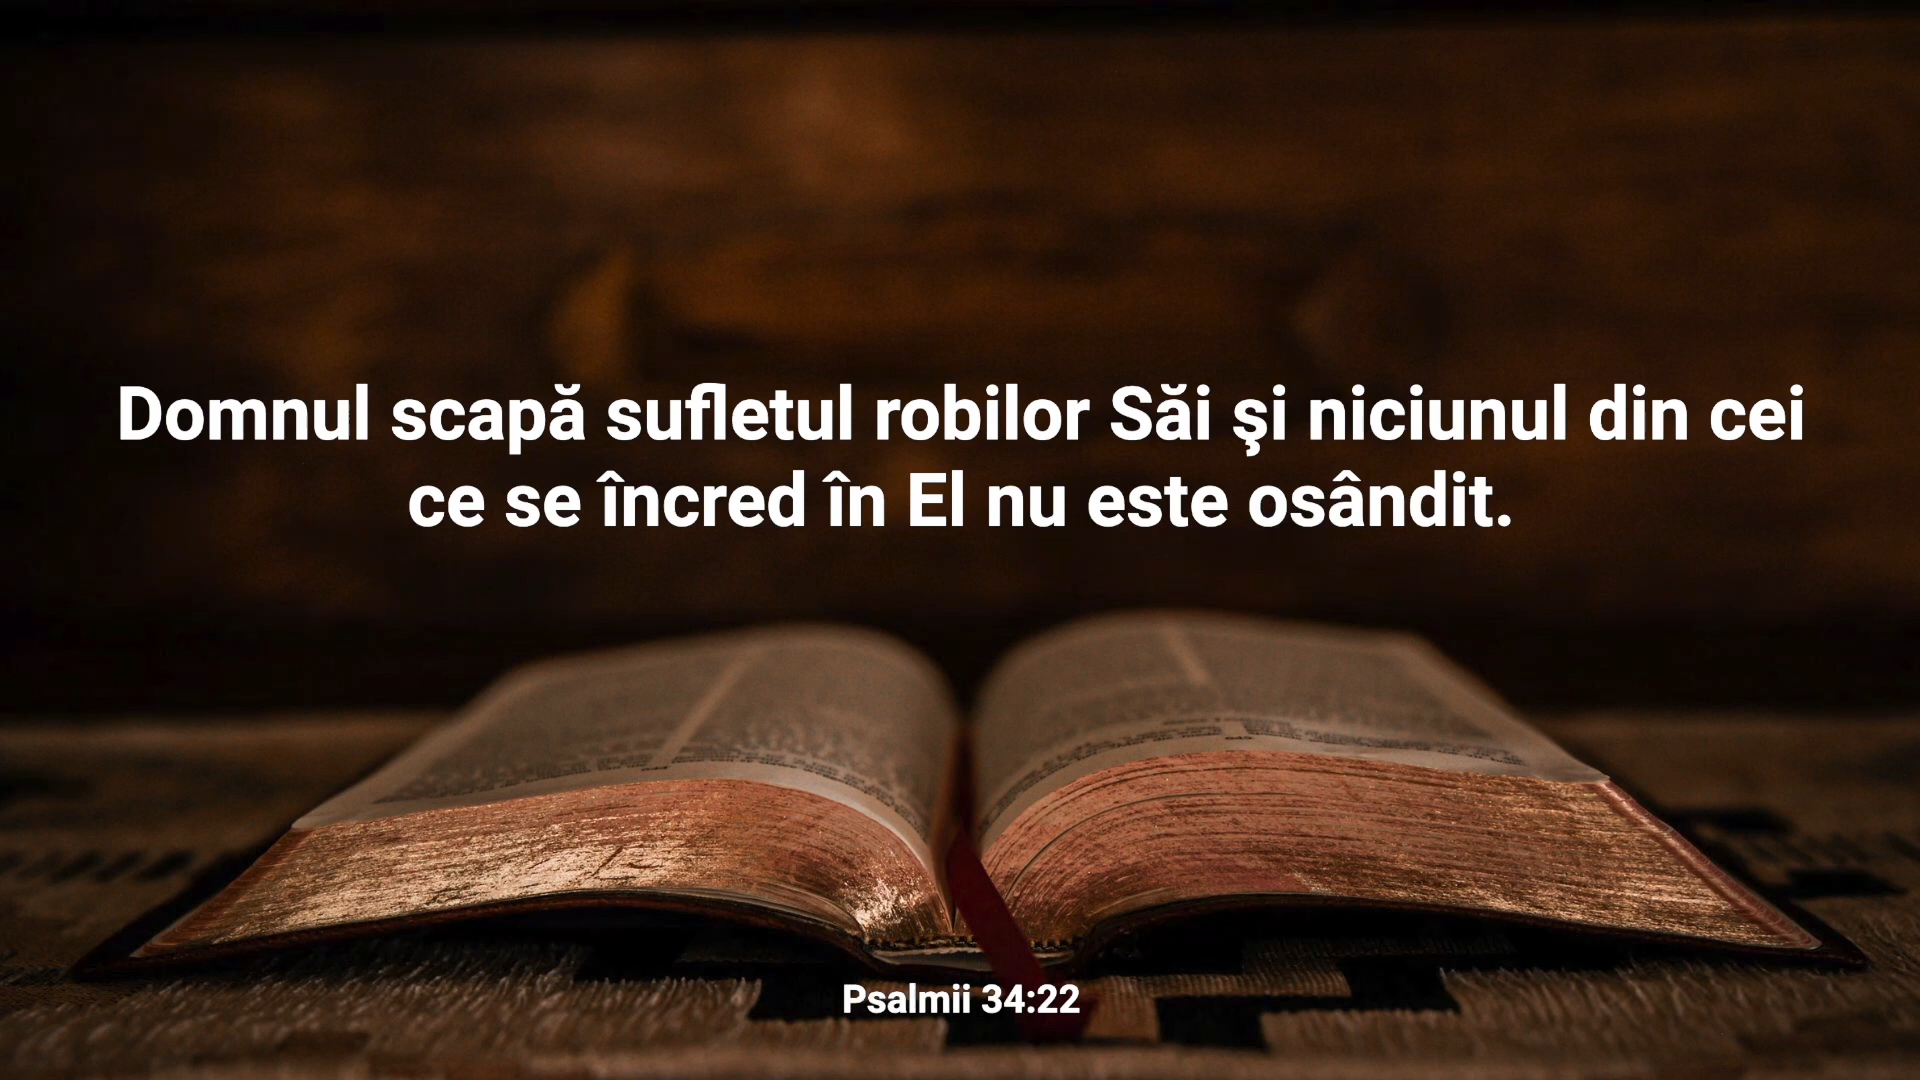 Domnul scapă sufletul robilor Săi şi niciunul din cei
ce se încred în El nu este osândit.
Psalmii 34:22